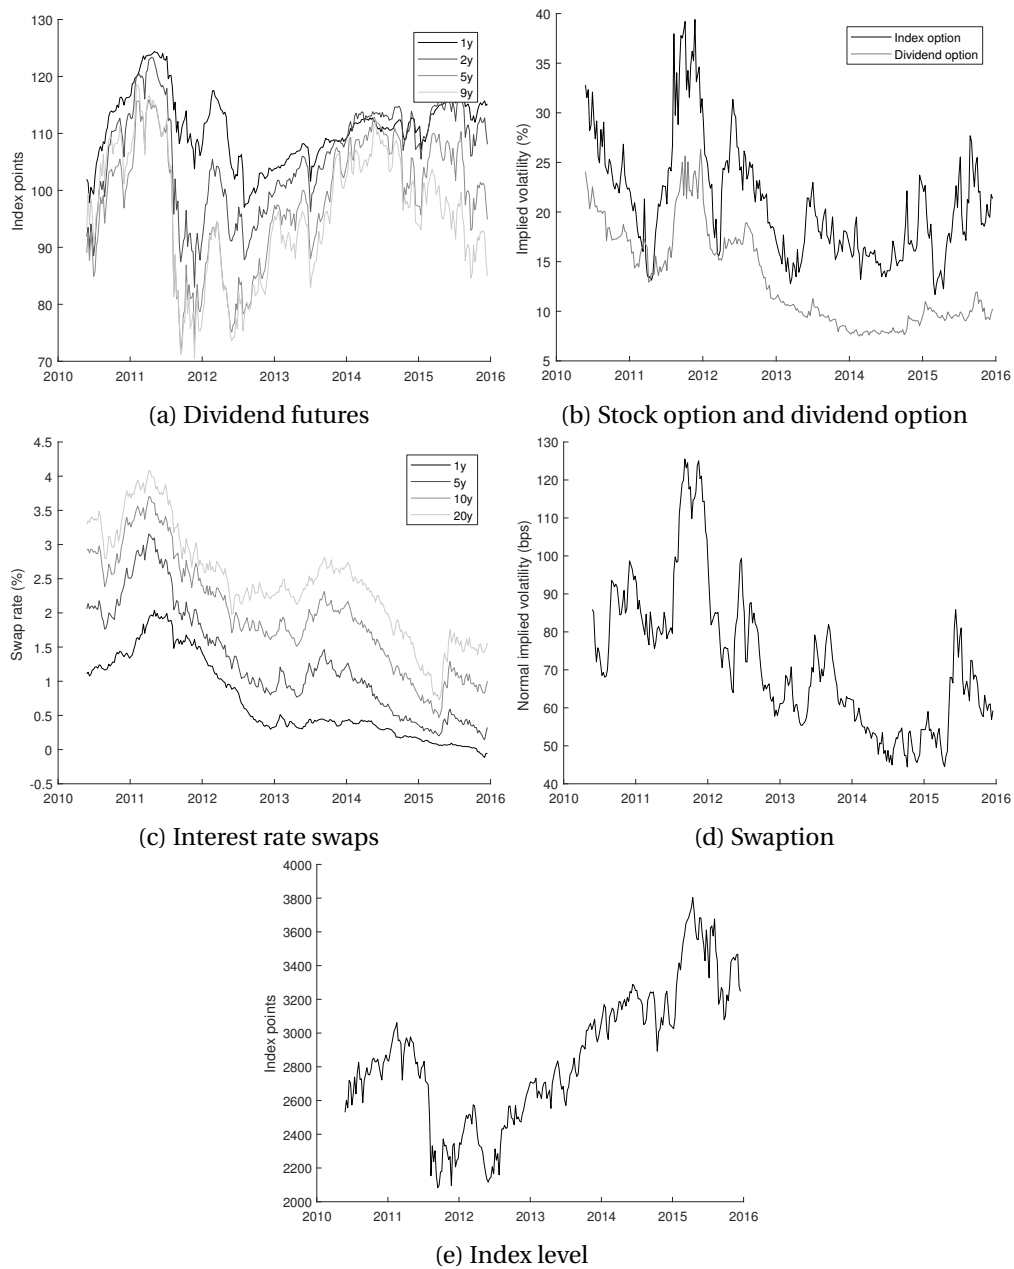 130
120
110
100
90
80
70
Index points
2010 2011 2012 2013 2014 2015 2016
1y
2y
5y
9y
(a) Dividend futures
40
35
30
25
20
15
10
5
Implied volatility (%)
2010 2011 2012 2013 2014 2015 2016
Index option
Dividend option
(b) Stock option and dividend option
4.5
4
3.5
3
2.5
2
1.5
1
0.5
0
-0.5
Swap rate (%)
2010 2011 2012 2013 2014 2015 2016
1y
5y
10y
20y
(c) Interest rate swaps
130
120
110
100
90
80
70
60
50
40
Normal implied volatility (bps)
2010 2011 2012 2013 2014 2015 2016
(d) Swaption
4000
3800
3600
3400
3200
3000
2800
2600
2400
2200
2000
Index points
2010 2011 2012 2013 2014 2015 2016
(e) Index level